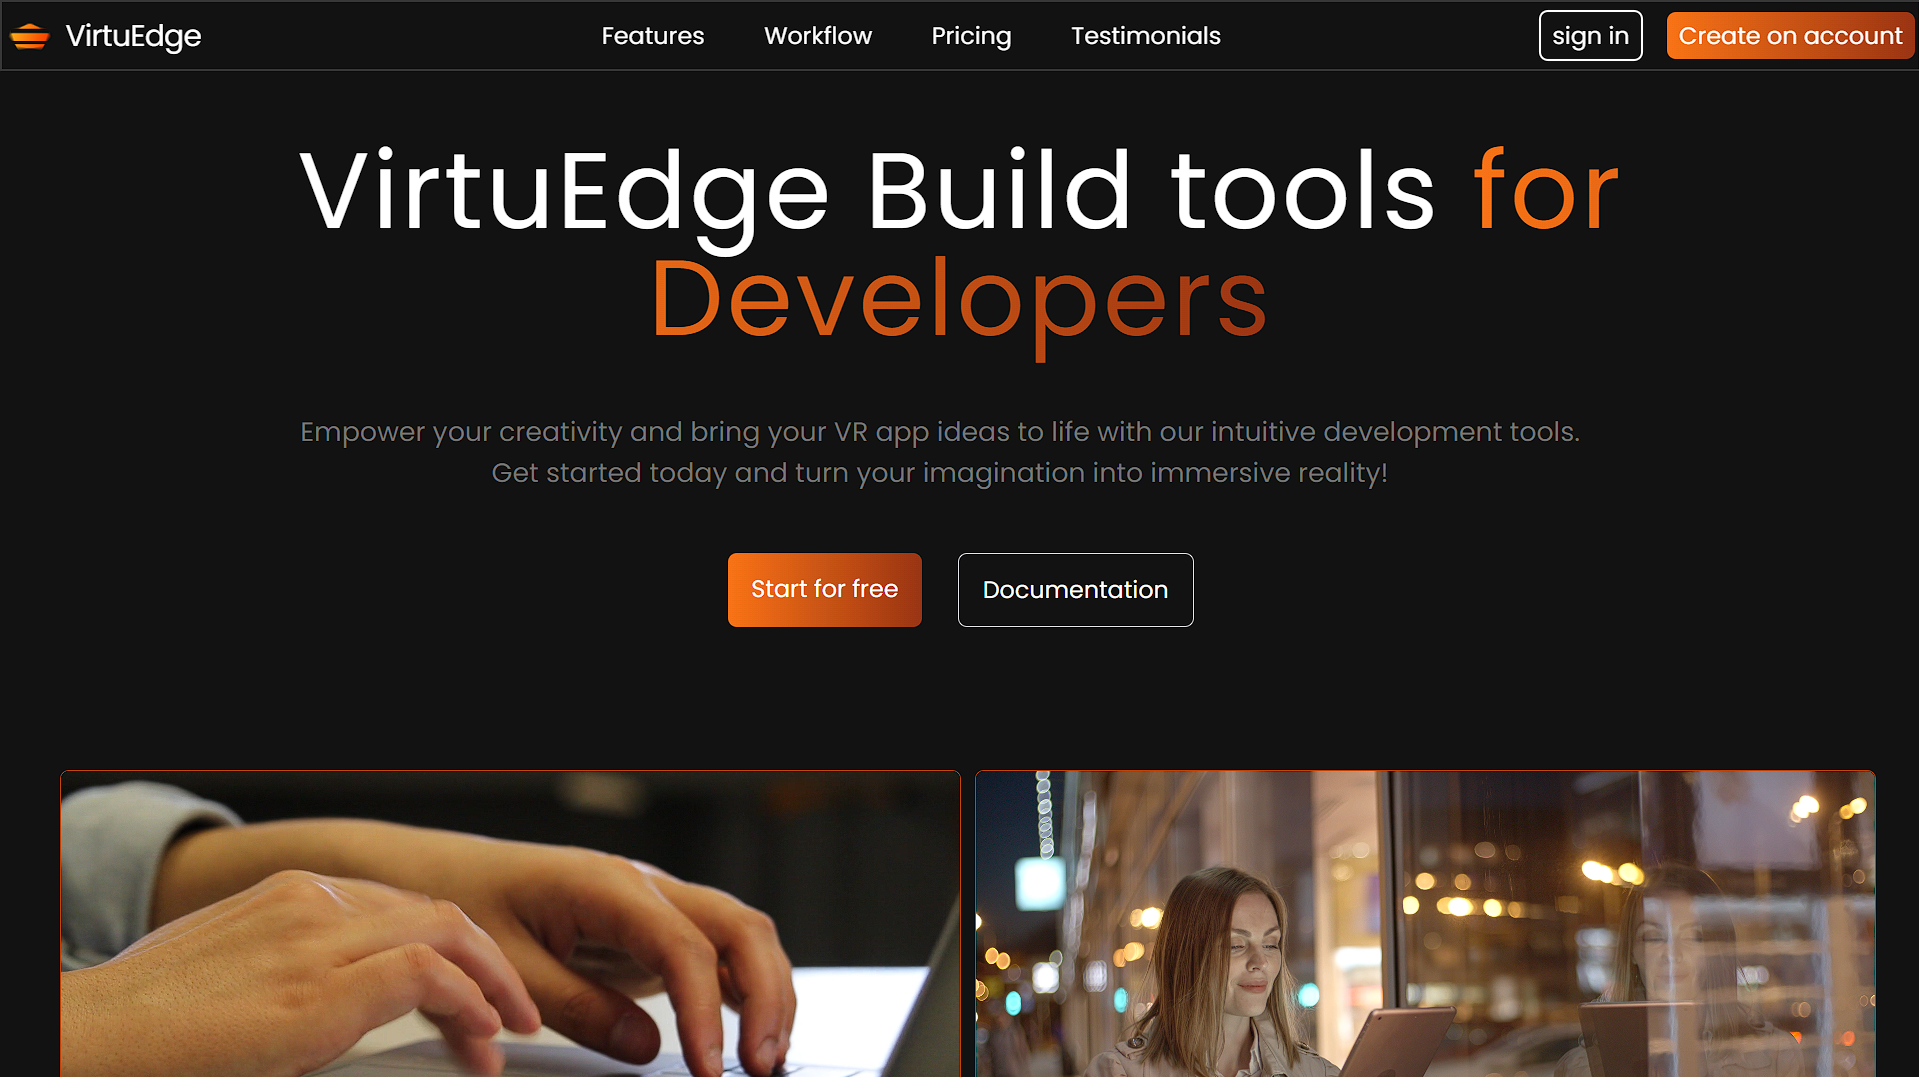 VirtuEdge
Features
Workflow
Pricing
Testimonials
sign in
Create on account
VirtuEdge Build tools for
Developers
Empower your creativity and bring your VR app ideas to life with our intuitive development tools.
Get started today and turn your imagination into immersive reality!
Start for free
Documentation